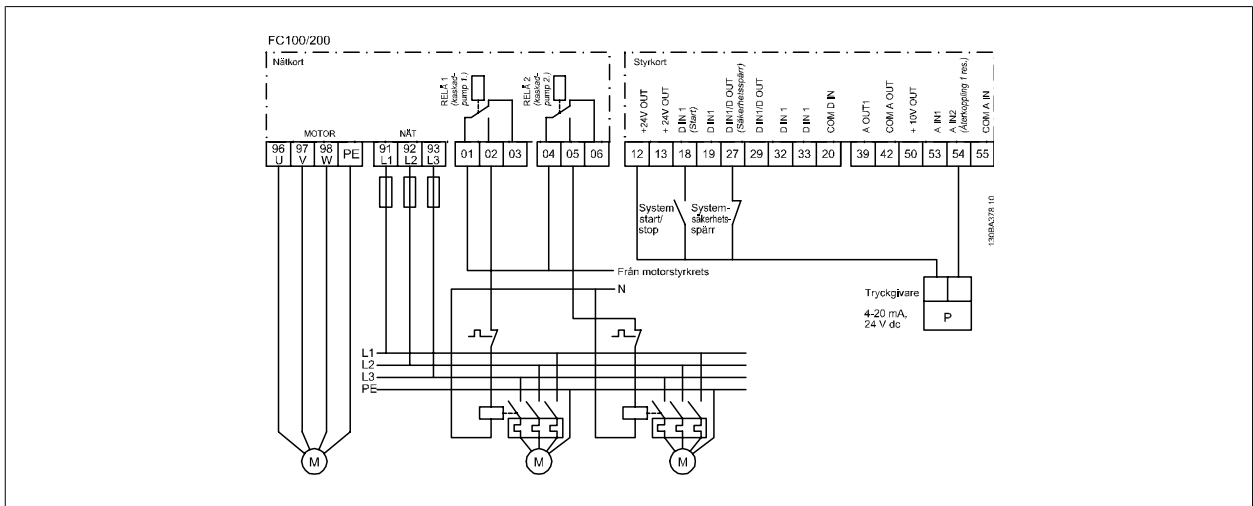 FC100/200
Nätkort
Styrkort
RELÄ 1
(kaskad-
pump 1.)
RELÄ 2
(kaskad-
pump 2.)
+24V OUT
+ 24V OUT
D IN 1
(Start)
D IN1
D IN1/D OUT
(Säkerhetsspärr)
D IN1/D OUT
D IN 1
D IN 1
COM D IN
A OUT1
COM A OUT
+ 10V OUT
A IN1
A IN2
(Återkoppling 1 res.)
COM A IN
MOTOR
NÄT
96 97 98 PE 91 92 93 01 02 03 04 05 06 12 13 18 19 27 29 32 33 20 39 42 50 53 54 55
U V W L1 L2 L3
System
start/
stop
System-
säkerhets-
spärr
130BA378.10
Från motorstyrkrets
N
Tryckgivare
4-20 mA,
24 V dc
P
L1
L2
L3
PE
M M M